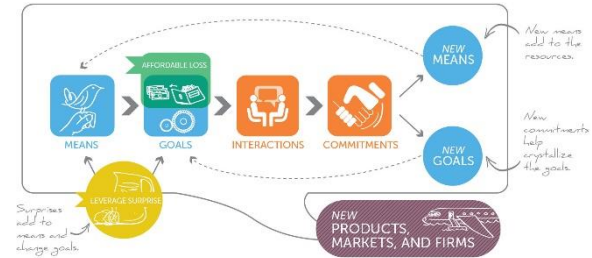 AFFORDABLE LOSS
MEANS
GOALS
INTERACTIONS
COMMITMENTS
NEW
MEANS
New means
add to the
resources.
NEW
GOALS
New
commitments
help
crystallize
the goals.
LEVERAGE SURPRISE
Surprises
add to
means and
change goals.
NEW
PRODUCTS,
MARKETS, AND FIRMS